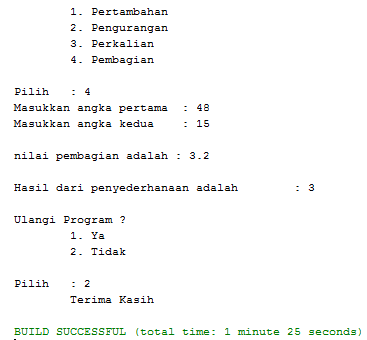 1. Pertambahan
2. Pengurangan
3. Perkalian
4. Pembagian
Pilih : 4
Masukkan angka pertama : 48
Masukkan angka kedua : 15
nilai pembagian adalah : 3.2
Hasil dari penyederhanaan adalah : 3
Ulangi Program ?
1. Ya
2. Tidak
Pilih : 2
Terima Kasih
BUILD SUCCESSFUL (total time: 1 minute 25 seconds)